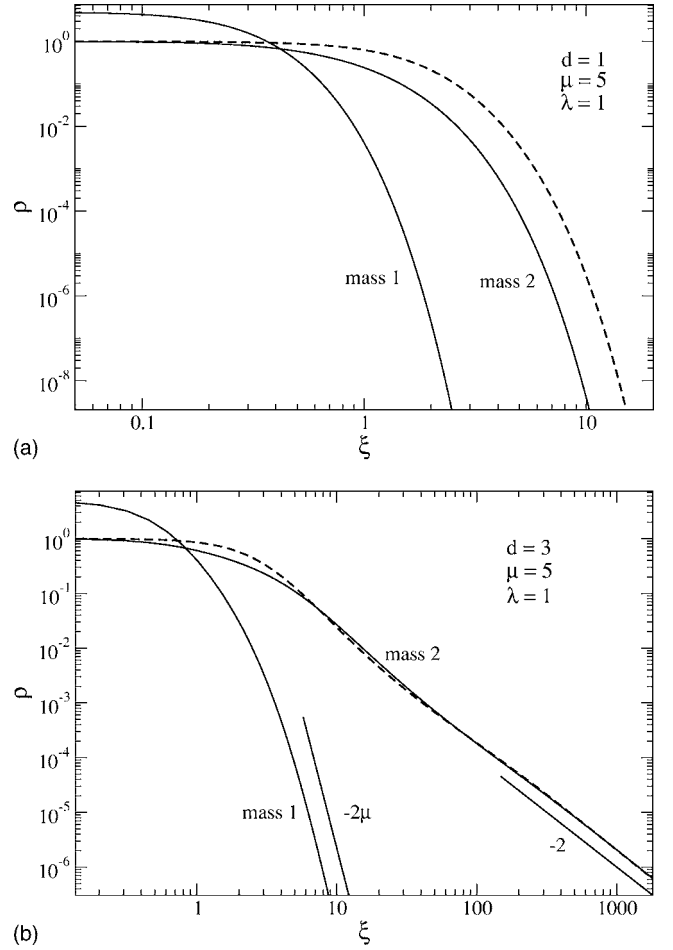 10^0
10^-2
10^-4
10^-6
10^-8
ρ
d = 1
μ = 5
λ = 1
mass 1
mass 2
0.1
1
10
ξ
(a)
10^0
10^-1
10^-2
10^-3
10^-4
10^-5
10^-6
ρ
d = 3
μ = 5
λ = 1
mass 2
mass 1
-2μ
-2
1
10
100
1000
ξ
(b)